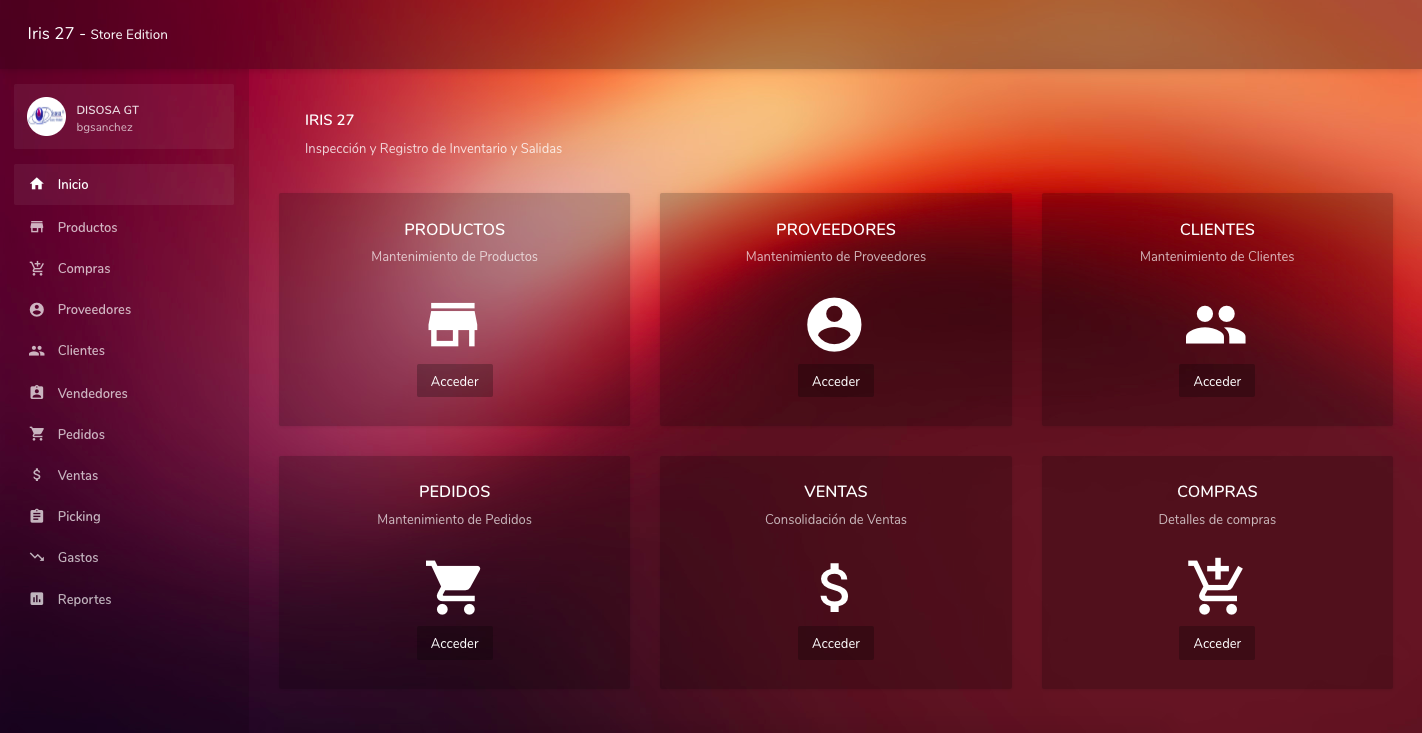 Iris 27 - Store Edition
DISOSA GT
bgsanchez
Inicio
Productos
Compras
Proveedores
Clientes
Vendedores
Pedidos
Ventas
Picking
Gastos
Reportes
IRIS 27
Inspección y Registro de Inventario y Salidas
PRODUCTOS
Mantenimiento de Productos
Acceder
PROVEEDORES
Mantenimiento de Proveedores
Acceder
CLIENTES
Mantenimiento de Clientes
Acceder
PEDIDOS
Mantenimiento de Pedidos
Acceder
VENTAS
Consolidación de Ventas
Acceder
COMPRAS
Detalles de compras
Acceder